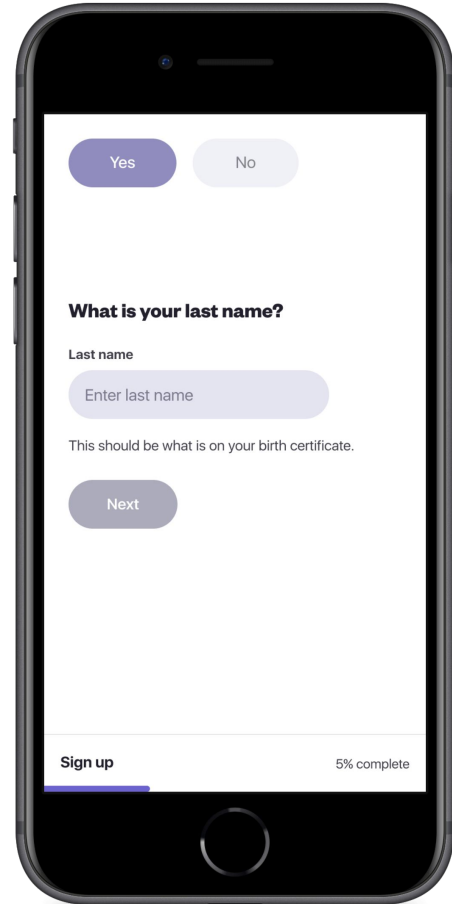 Yes No
What is your last name?
Last name
Enter last name
This should be what is on your birth certificate.
Next
Sign up 5% complete